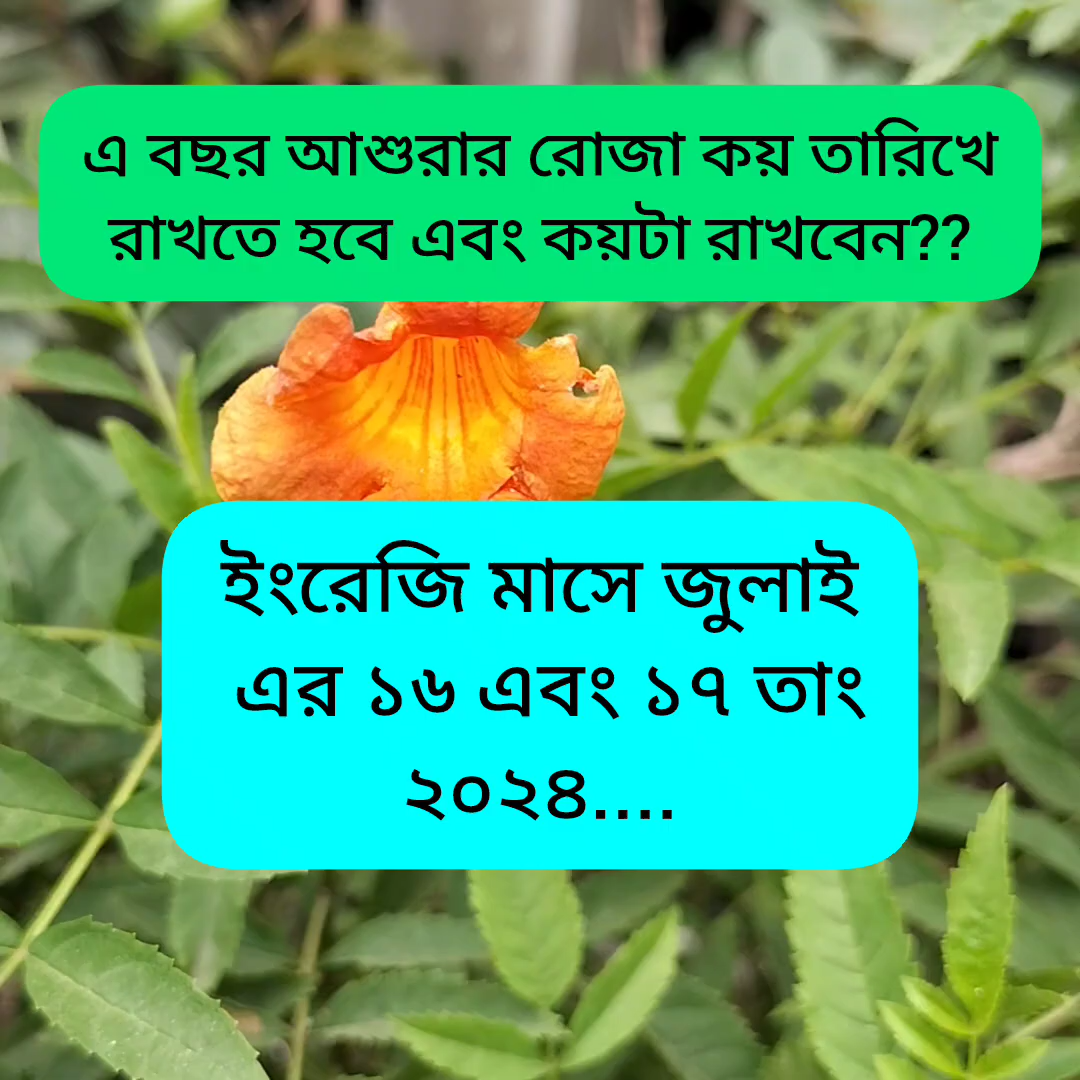 এ বছর আশুরার রোজা কয় তারিখে
রাখতে হবে এবং কয়টা রাখবেন??
ইংরেজি মাসে জুলাই
এর ১৬ এবং ১৭ তাং
২০২৪....